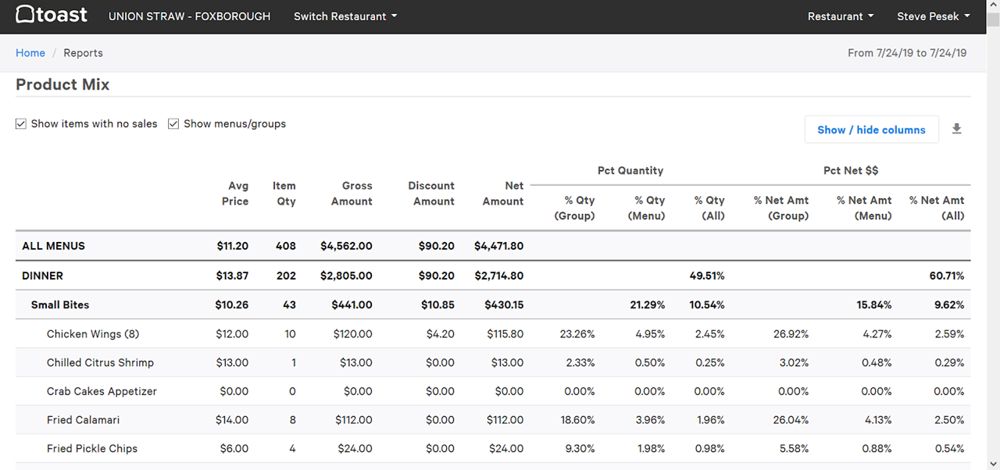 toast UNION STRAW - FOXBOROUGH Switch Restaurant Restaurant Steve Pesek
Home / Reports From 7/24/19 to 7/24/19
Product Mix
Show items with no sales Show menus/groups
Show / hide columns
Pct Quantity Pct Net $$
Avg Item Gross Discount Net
Price Qty Amount Amount Amount
% Qty % Qty % Qty % Net Amt % Net Amt % Net Amt
(Group) (Menu) (All) (Group) (Menu) (All)
ALL MENUS $11.20 408 $4,562.00 $90.20 $4,471.80
DINNER $13.87 202 $2,805.00 $90.20 $2,714.80 49.51% 60.71%
Small Bites $10.26 43 $441.00 $10.85 $430.15 21.29% 10.54% 15.84% 9.62%
Chicken Wings (8) $12.00 10 $120.00 $4.20 $115.80 23.26% 4.95% 2.45% 26.92% 4.27% 2.59%
Chilled Citrus Shrimp $13.00 1 $13.00 $0.00 $13.00 2.33% 0.50% 0.25% 3.02% 0.48% 0.29%
Crab Cakes Appetizer $0.00 0 $0.00 $0.00 $0.00 0.00% 0.00% 0.00% 0.00% 0.00% 0.00%
Fried Calamari $14.00 8 $112.00 $0.00 $112.00 18.60% 3.96% 1.96% 26.04% 4.13% 2.50%
Fried Pickle Chips $6.00 4 $24.00 $0.00 $24.00 9.30% 1.98% 0.98% 5.58% 0.88% 0.54%